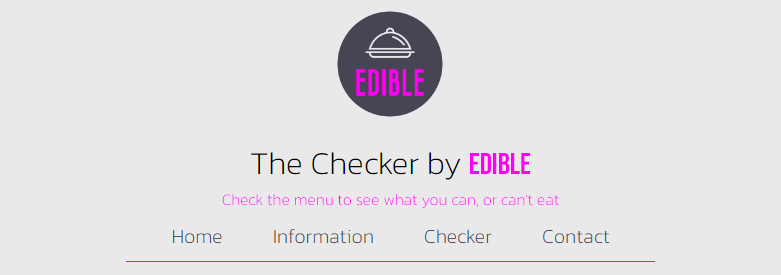 EDIBLE
The Checker by EDIBLE
Check the menu to see what you can, or can't eat
Home Information Checker Contact